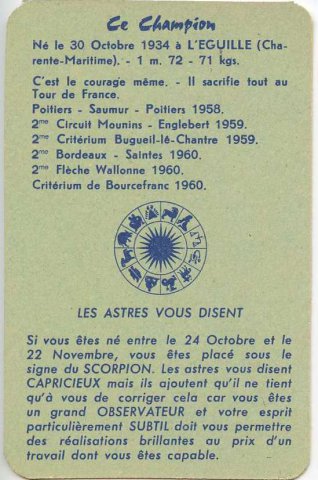 Ce Champion
Né le 30 Octobre 1934 à L'EGUILLE (Cha-
rente-Maritime). - 1 m. 72 - 71 kgs.
C'est le courage même. - Il sacrifie tout au
Tour de France.
Poitiers - Saumur - Poitiers 1958.
2me Circuit Mounins - Englebert 1959.
2me Critérium Bugueil-lé-Chantre 1959.
2me Bordeaux - Saintes 1960.
2me Flèche Wallonne 1960.
Critérium de Bourcefranc 1960.
LES ASTRES VOUS DISENT
Si vous êtes né entre le 24 Octobre et le
22 Novembre, vous êtes placé sous le
signe du SCORPION. Les astres vous disent
CAPRICIEUX mais ils ajoutent qu'il ne tient
qu'à vous de corriger cela car vous êtes
un grand OBSERVATEUR et votre esprit
particulièrement SUBTIL doit vous permettre
des réalisations brillantes au prix d'un
travail dont vous êtes capable.